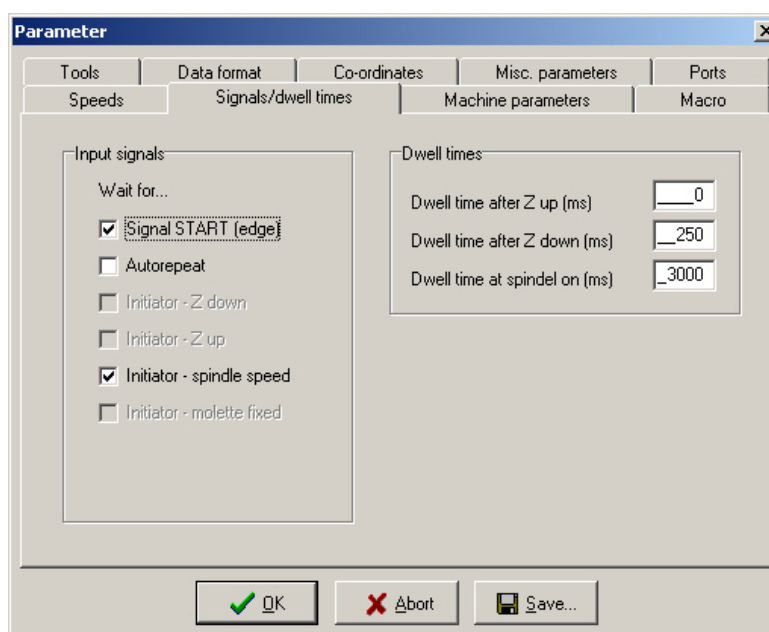 Parameter
Tools Data format Co-ordinates Misc. parameters Ports
Speeds Signals/dwell times Machine parameters Macro
Input signals
Wait for...
Signal START (edge)
Autorepeat
Initiator - Z down
Initiator - Z up
Initiator - spindle speed
Initiator - molette fixed
Dwell times
Dwell time after Z up (ms) ____0
Dwell time after Z down (ms) __250
Dwell time at spindel on (ms) _3000
OK Abort Save...